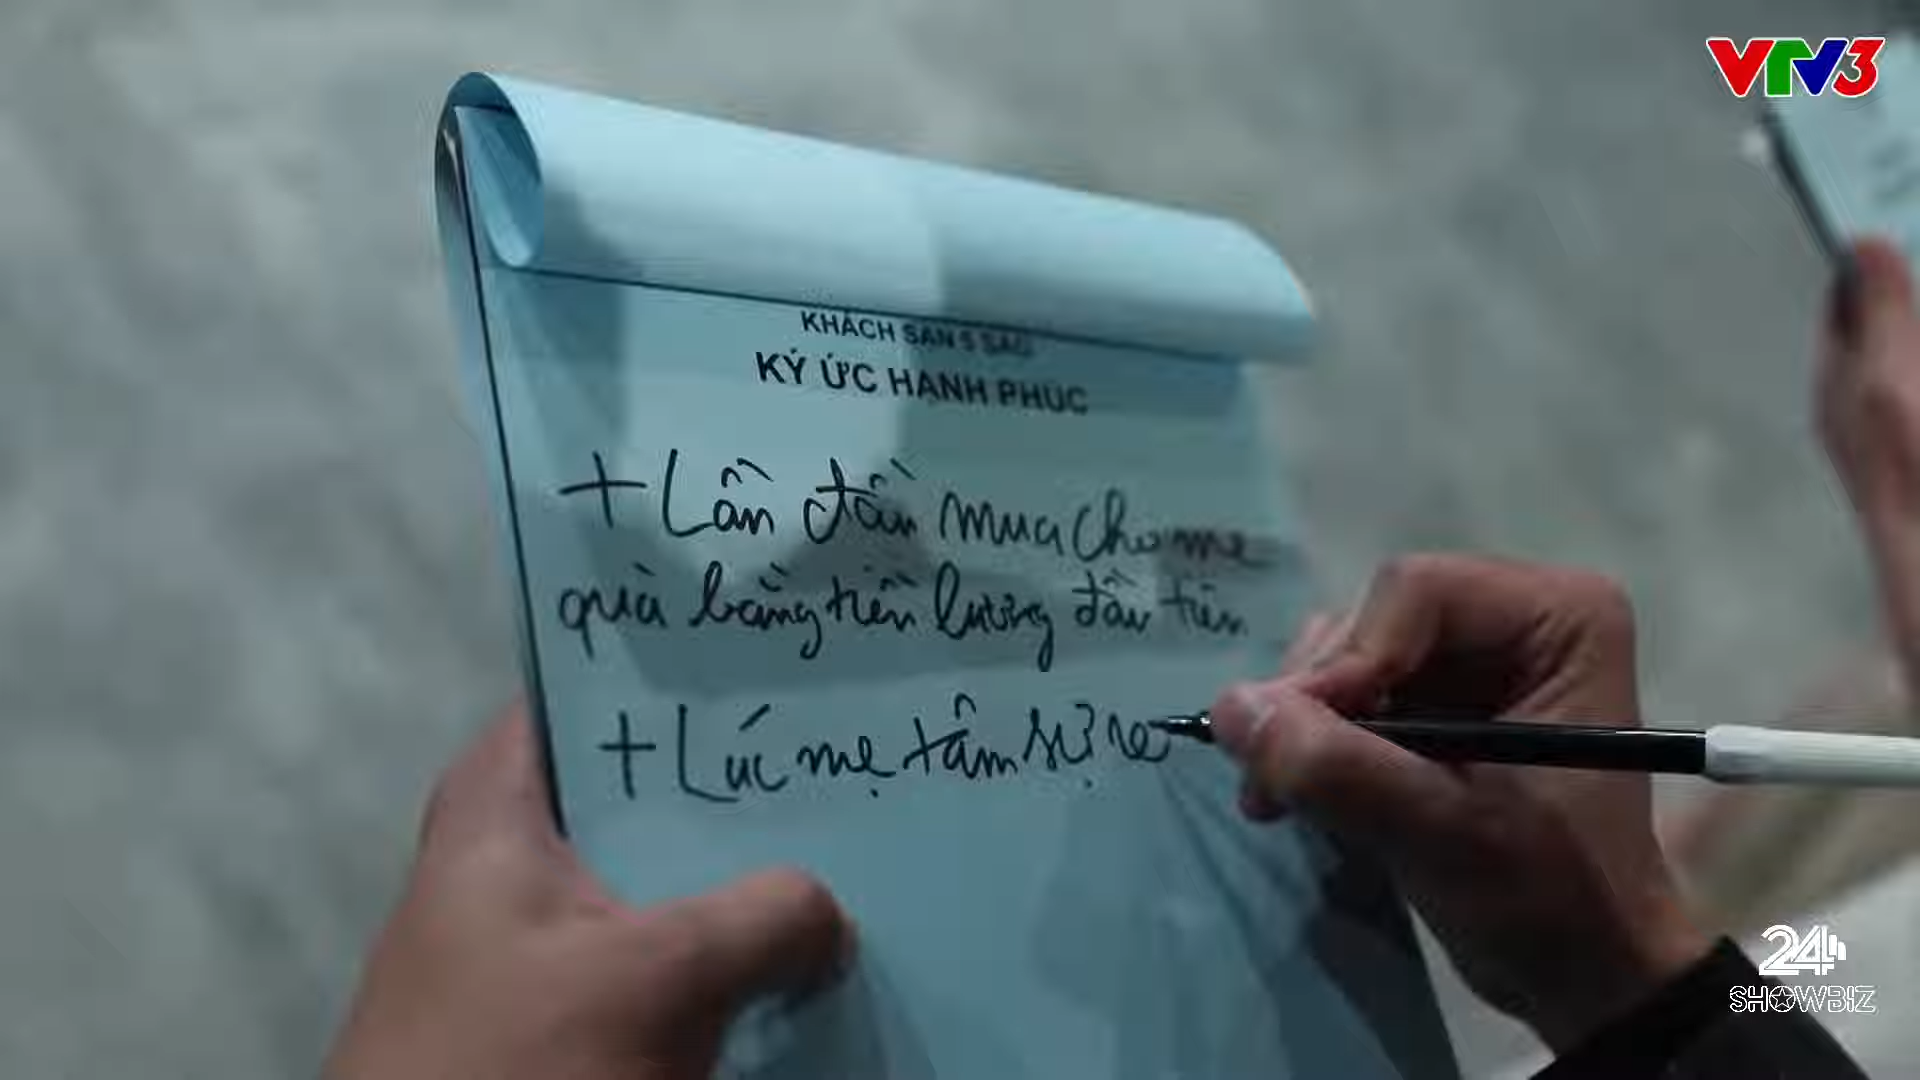 VTV3
KHÁCH SẠN 5 SAO
KÝ ỨC HẠNH PHÚC
+ Lần đầu mua cho mẹ
quà bằng tiền lương đầu tiên
+ Lúc mẹ tâm sự
24h
SHOWBIZ